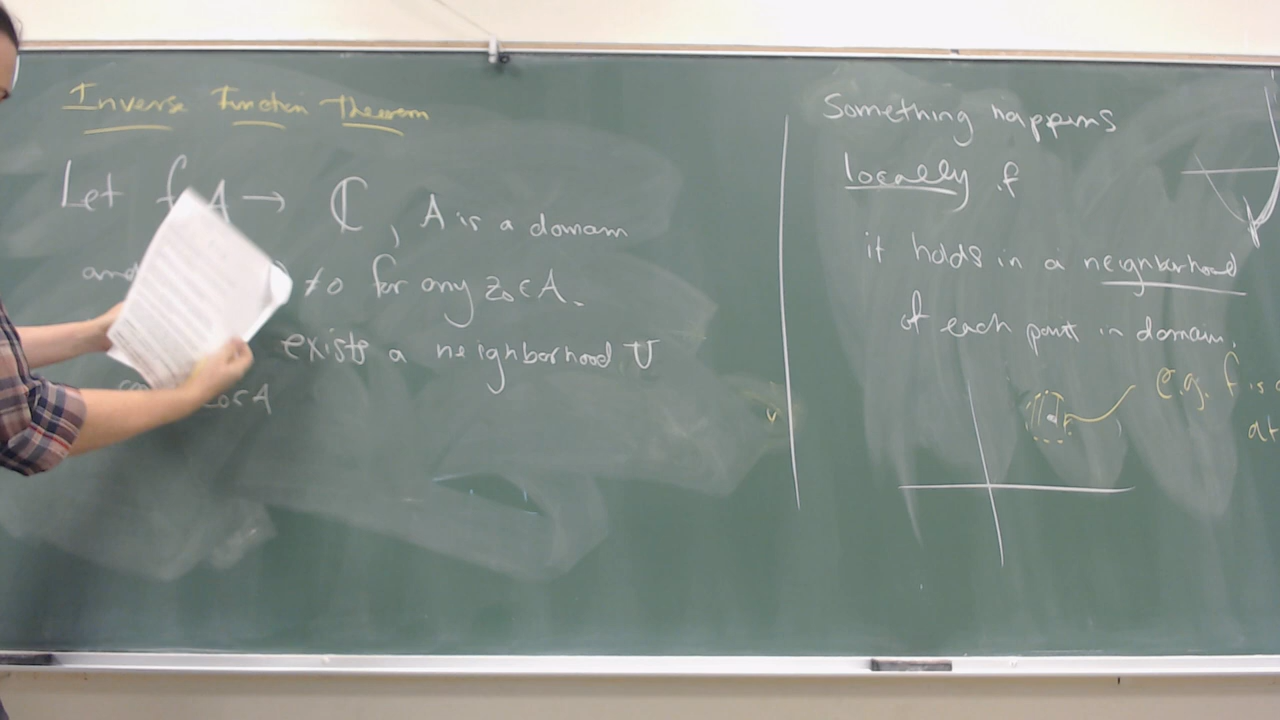 Inverse Function Theorem
Let f A → ℂ, A is a domain
and ≠0 for any z₀∈A.
exists a neighborhood U
z₀∈A
Something happens
locally if
it holds in a neighborhood
of each point in domain.
e.g. f is
at